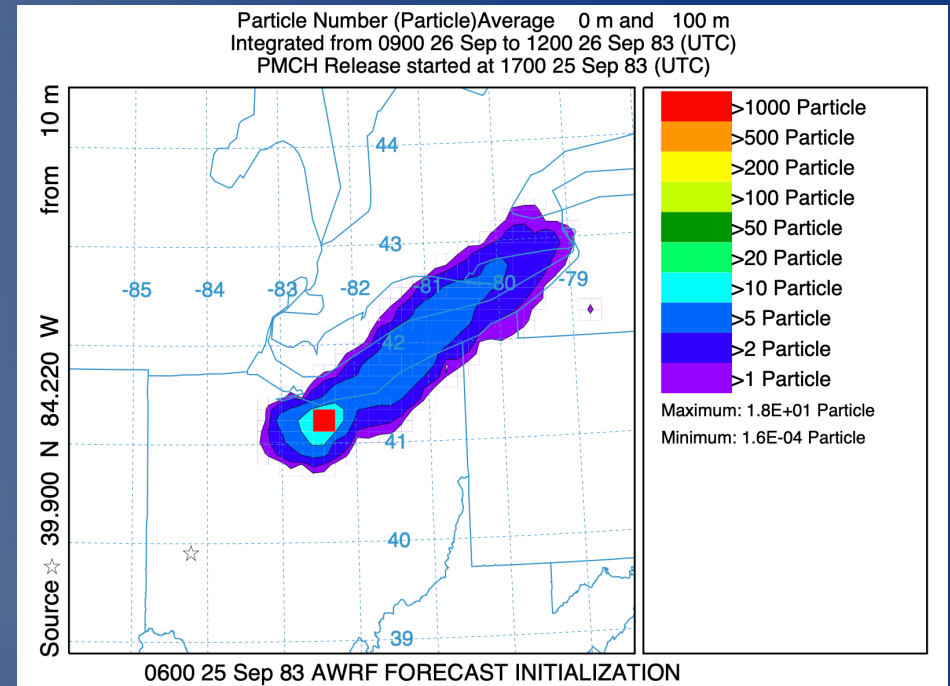 Particle Number (Particle)Average 0 m and 100 m
Integrated from 0900 26 Sep to 1200 26 Sep 83 (UTC)
PMCH Release started at 1700 25 Sep 83 (UTC)
Source ☆ 39.900 N 84.220 W from 10 m
44
43
-85 -84 -83 -82 -81 -80 -79
42
41
40
39
>1000 Particle
>500 Particle
>200 Particle
>100 Particle
>50 Particle
>20 Particle
>10 Particle
>5 Particle
>2 Particle
>1 Particle
Maximum: 1.8E+01 Particle
Minimum: 1.6E-04 Particle
0600 25 Sep 83 AWRF FORECAST INITIALIZATION